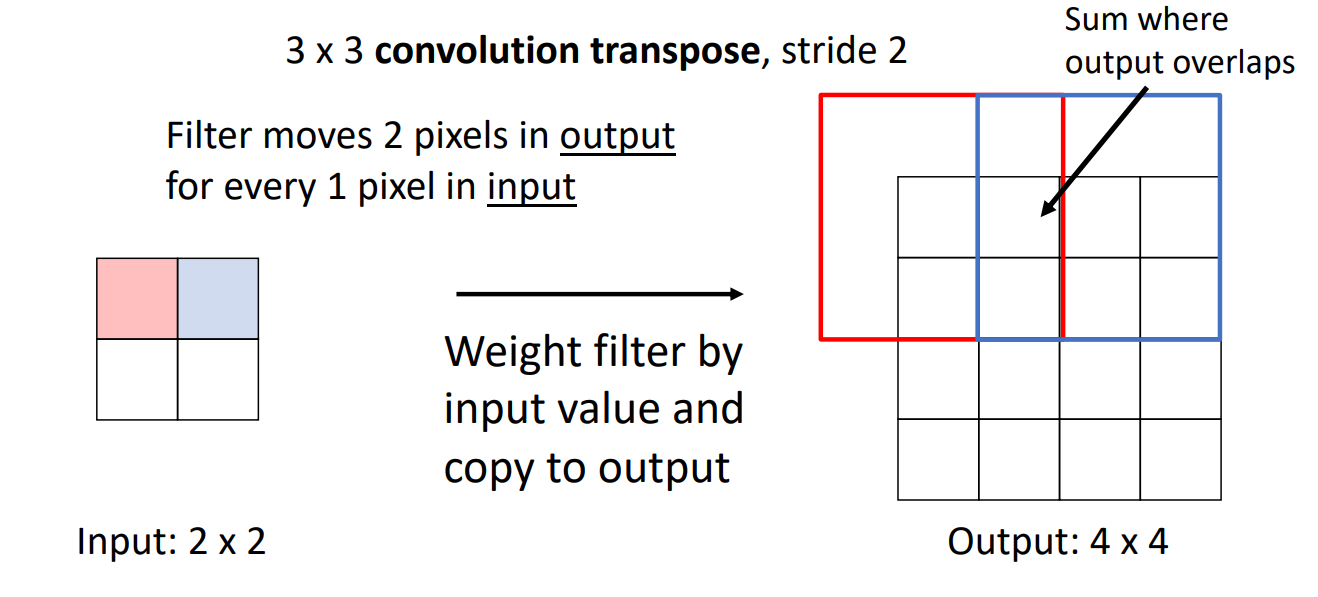 Sum where
output overlaps
3 x 3 convolution transpose, stride 2
Filter moves 2 pixels in output
for every 1 pixel in input
Weight filter by
input value and
copy to output
Input: 2 x 2
Output: 4 x 4